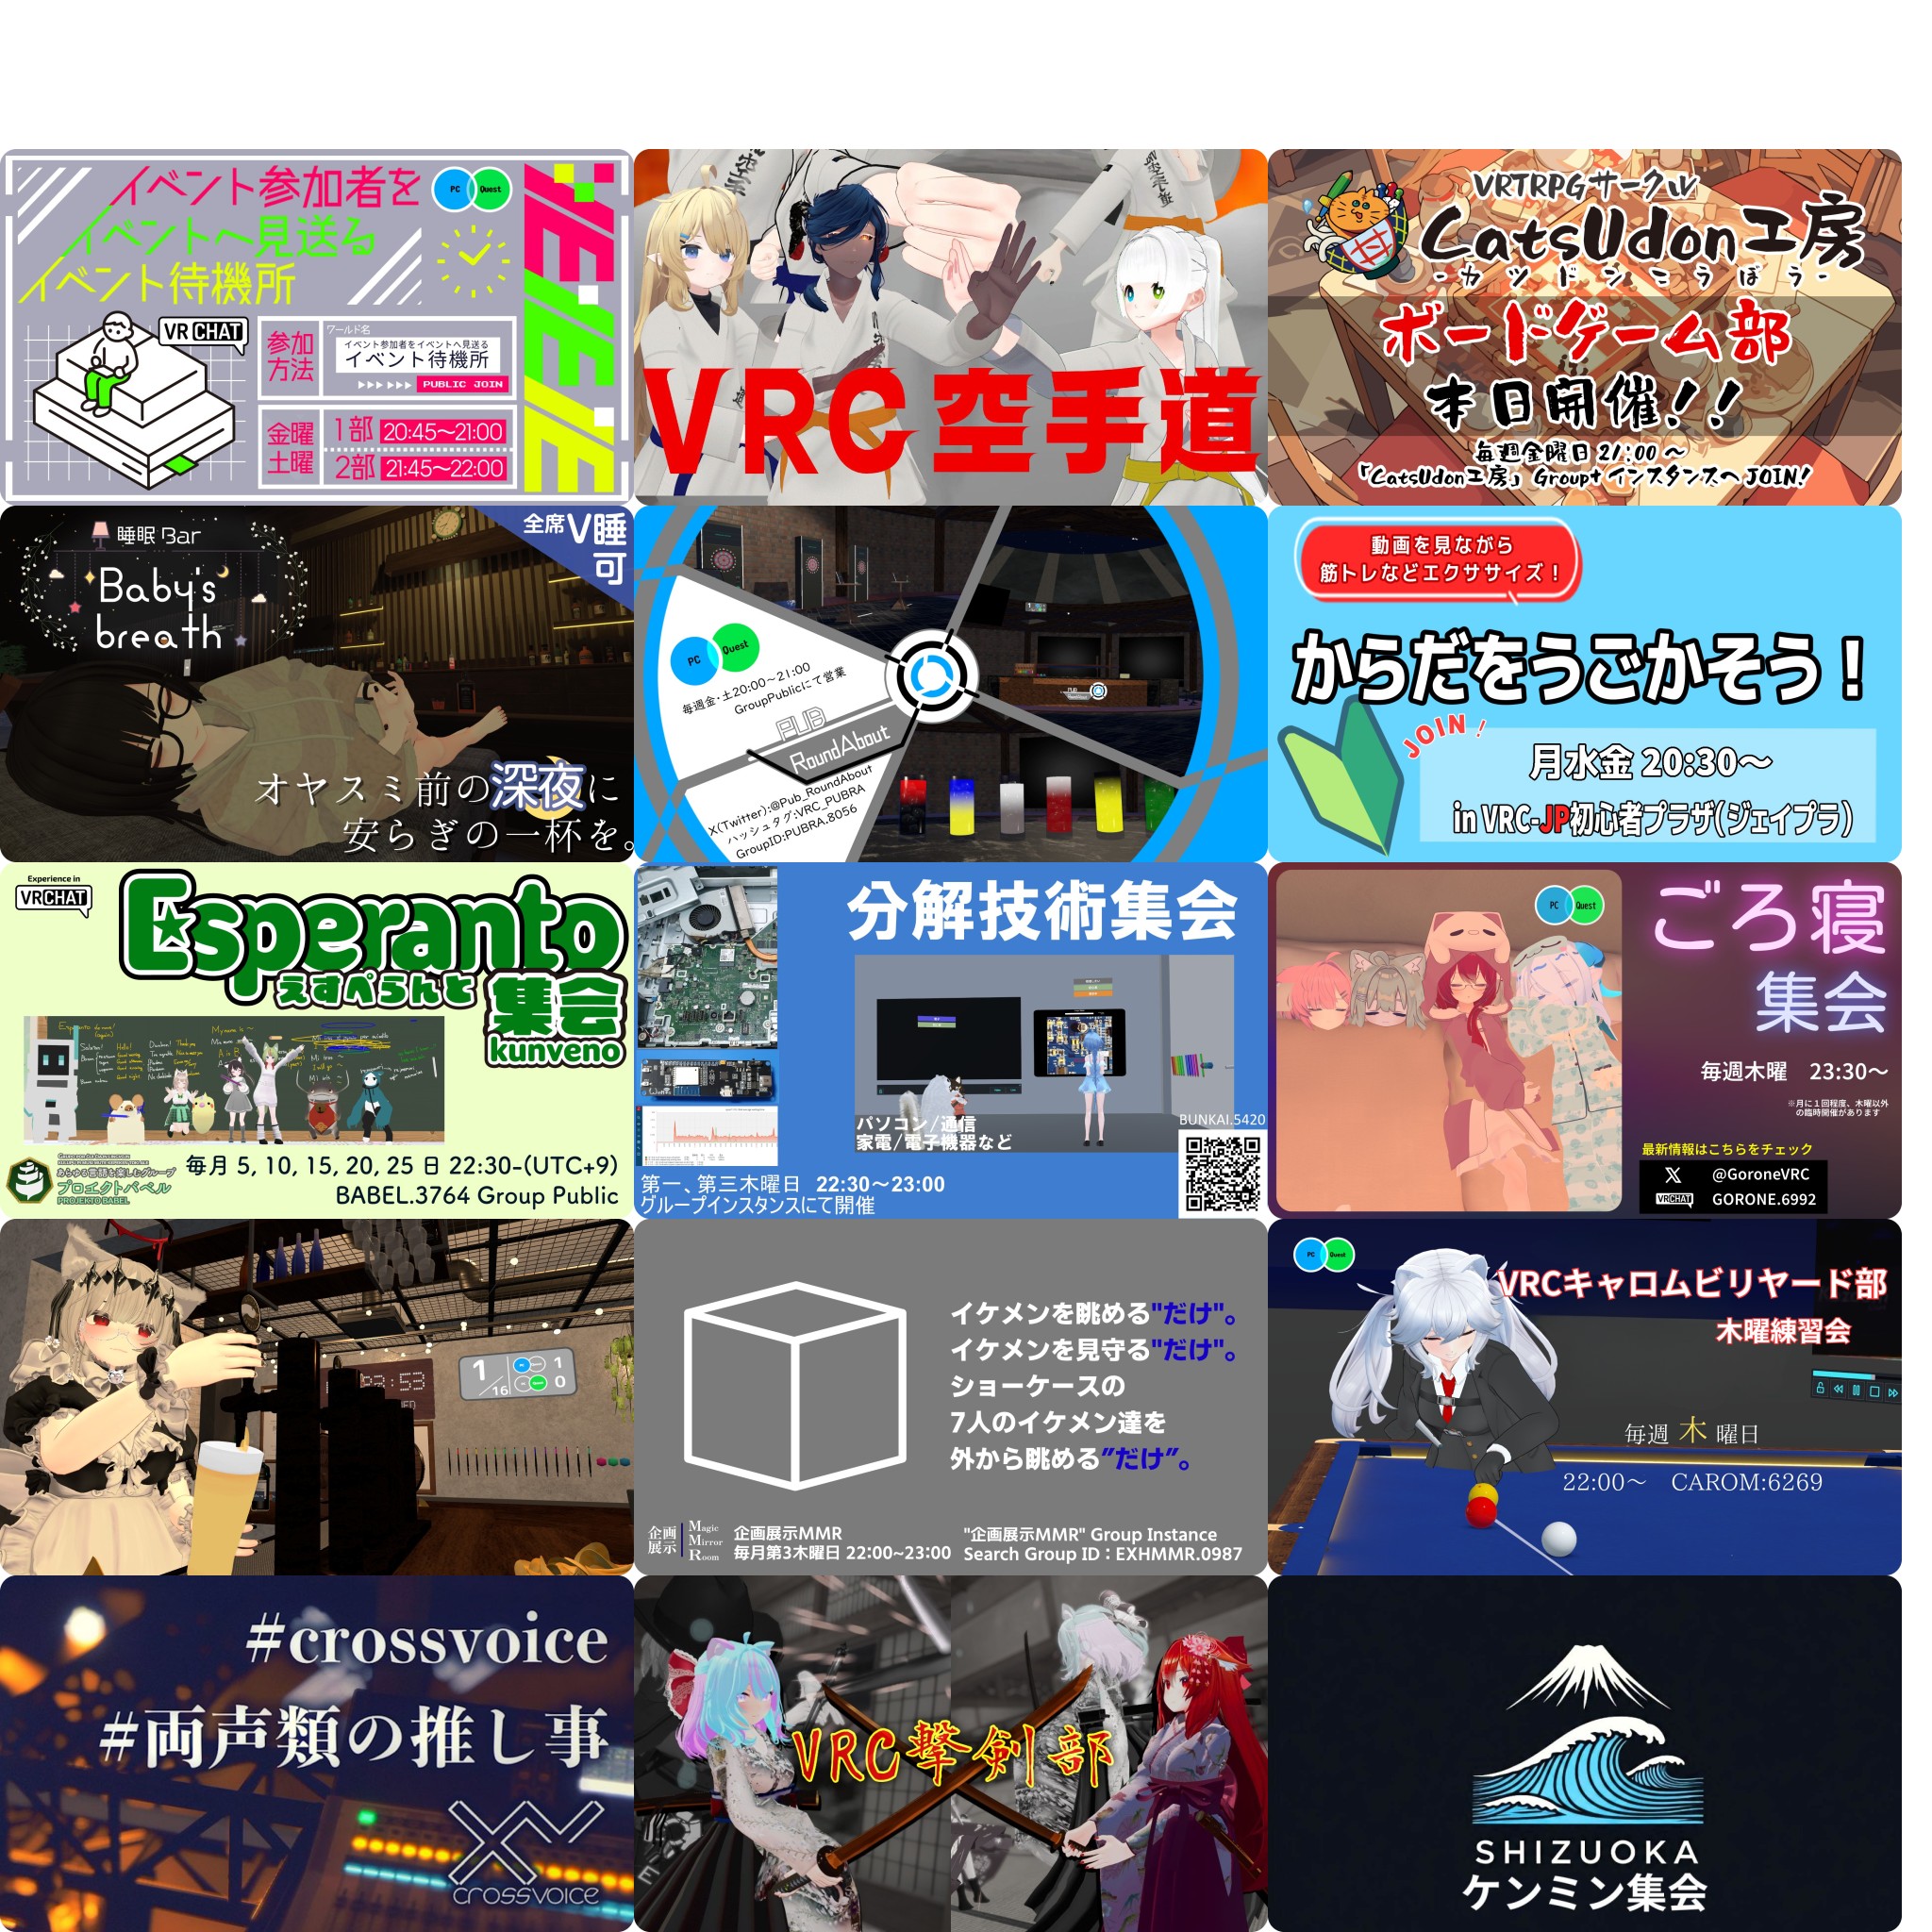 イベント参加者を
イベントへ見送る
イベント待機所
PC Quest
VRCHAT
参加方法
ワールド名
イベント参加者をイベントへ見送る
イベント待機所
PUBLIC JOIN
金曜
土曜
1部 20:45〜21:00
2部 21:45〜22:00
VRC空手道
VRTRPGサークル
CatsUdon工房
-カツドンこうぼう-
ボードゲーム部
本日開催!!
毎週金曜日 21:00 〜
「CatsUdon工房」Group+インスタンスへJOIN!
睡眠Bar
Baby's
breath
全席V睡可
オヤスミ前の深夜に
安らぎの一杯を。
PC Quest
毎週金・土20:00〜21:00
GroupPublicにて営業
PUB
RoundAbout
X(Twitter):@Pub_RoundAbout
ハッシュタグ:VRC_PUBRA
GroupID:PUBRA.8056
動画を見ながら
筋トレなどエクササイズ!
からだをうごかそう!
JOIN!
月水金 20:30〜
in VRC-JP初心者プラザ(ジェイプラ)
Experience in
VRCHAT
Esperanto
えすぺらんと
集会
kunveno
あらゆる言語を楽しむグループ
プロエクトバベル
PROJEKTO BABEL
毎月 5, 10, 15, 20, 25 日 22:30-(UTC+9)
BABEL.3764 Group Public
分解技術集会
パソコン/通信
家電/電子機器など
BUNKAI.5420
第一、第三木曜日 22:30〜23:00
グループインスタンスにて開催
PC Quest
ごろ寝
集会
毎週木曜 23:30〜
※月に1回程度、木曜以外
の臨時開催があります
最新情報はこちらをチェック
X @GoroneVRC
VRCHAT GORONE.6992
1/16
1
0
イケメンを眺める"だけ"。
イケメンを見守る"だけ"。
ショーケースの
7人のイケメン達を
外から眺める"だけ"。
企画展示
Magic
Mirror
Room
企画展示MMR
毎月第3木曜日 22:00~23:00
"企画展示MMR" Group Instance
Search Group ID：EXHMMR.0987
PC Quest
VRCキャロムビリヤード部
木曜練習会
毎週 木 曜日
22:00〜 CAROM:6269
#crossvoice
#両声類の推し事
crossvoice
VRC撃剣部
SHIZUOKA
ケンミン集会